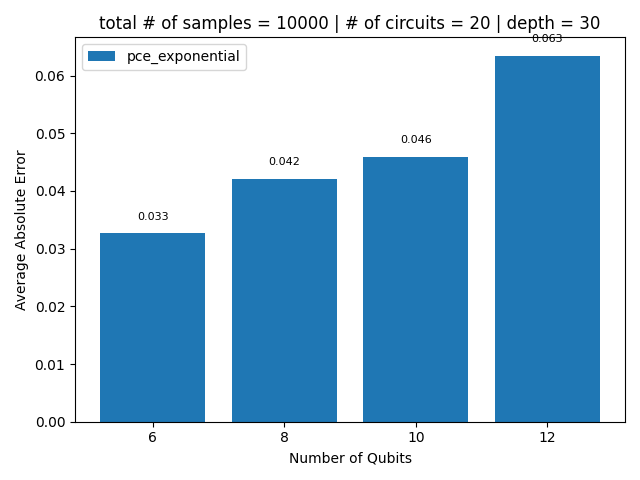 total # of samples = 10000 | # of circuits = 20 | depth = 30
pce_exponential
0.063
0.06
0.046
0.05
0.042
0.04
0.033
0.03
0.02
0.01
0.00
Average Absolute Error
6 8 10 12
Number of Qubits